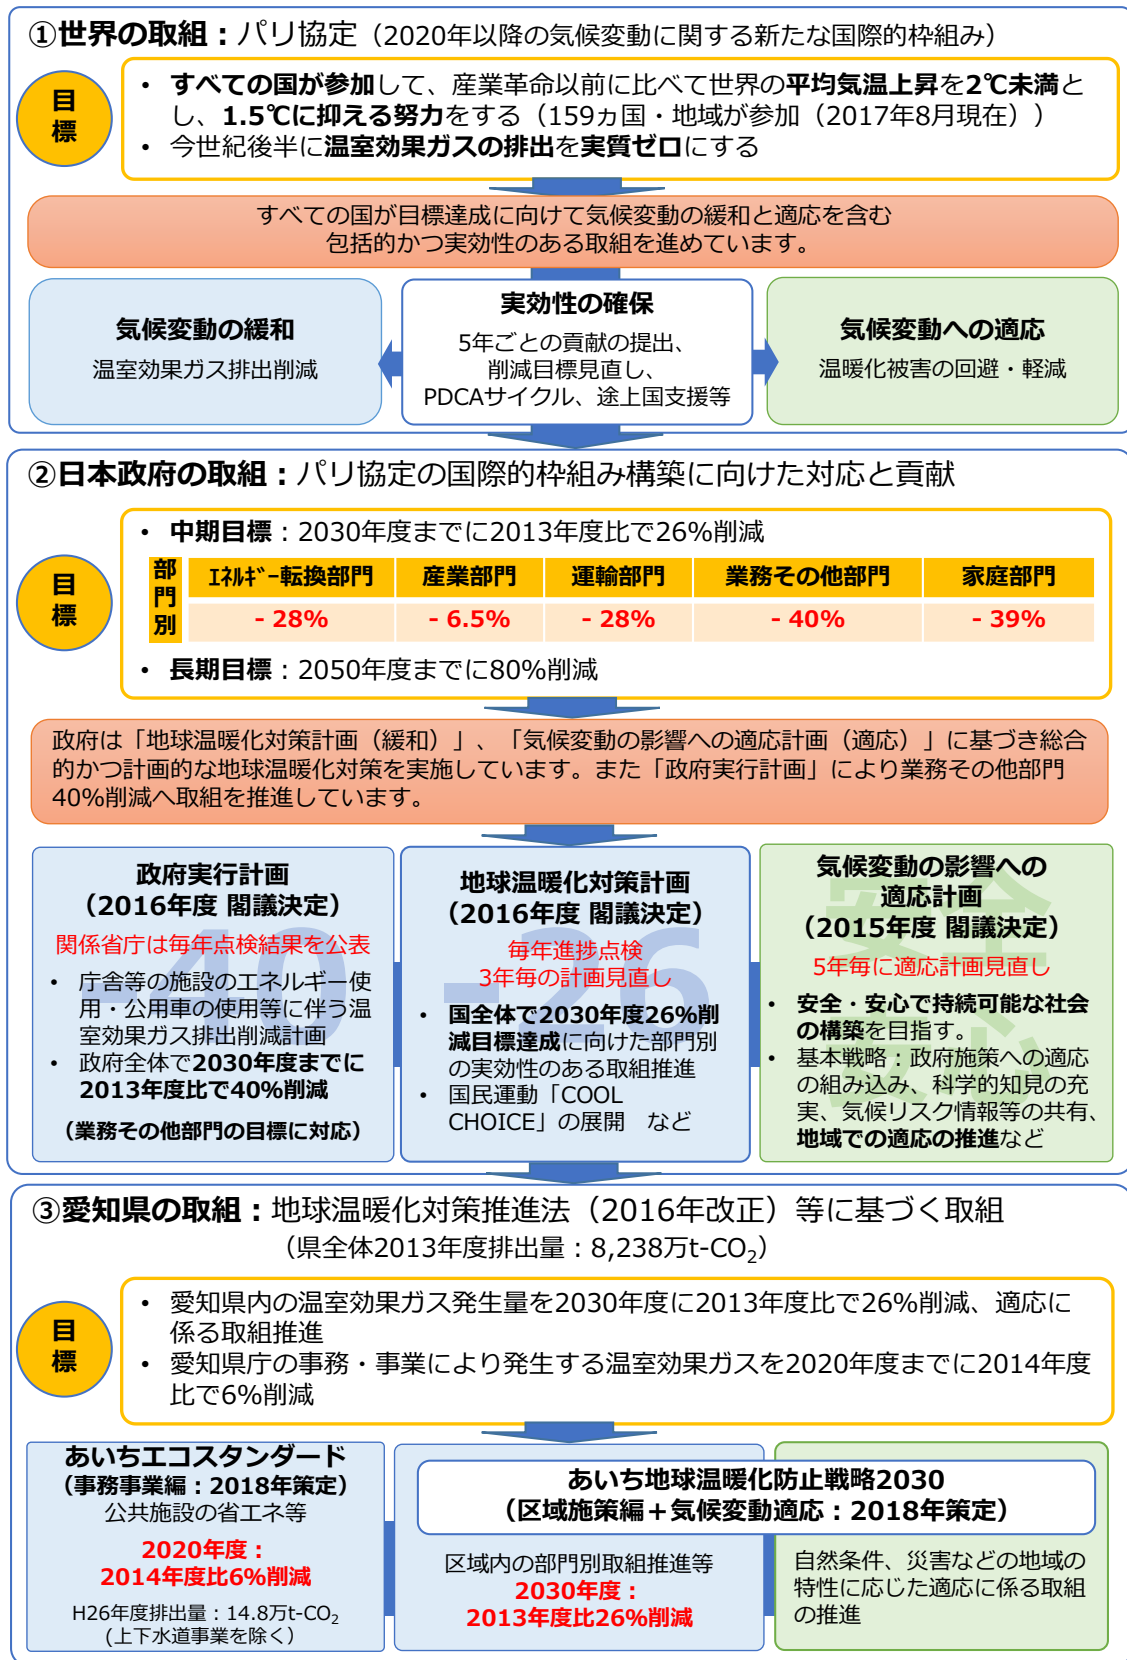 ①世界の取組：パリ協定（2020年以降の気候変動に関する新たな国際的枠組み）
目
標
• すべての国が参加して、産業革命以前に比べて世界の平均気温上昇を2℃未満と
し、1.5℃に抑える努力をする（159ヵ国・地域が参加（2017年8月現在））
• 今世紀後半に温室効果ガスの排出を実質ゼロにする
すべての国が目標達成に向けて気候変動の緩和と適応を含む
包括的かつ実効性のある取組を進めています。
気候変動の緩和
温室効果ガス排出削減
実効性の確保
5年ごとの貢献の提出、
削減目標見直し、
PDCAサイクル、途上国支援等
気候変動への適応
温暖化被害の回避・軽減
②日本政府の取組：パリ協定の国際的枠組み構築に向けた対応と貢献
目
標
• 中期目標：2030年度までに2013年度比で26%削減
部
門
別
ｴﾈﾙｷﾞｰ転換部門 産業部門 運輸部門 業務その他部門 家庭部門
- 28% - 6.5% - 28% - 40% - 39%
• 長期目標：2050年度までに80%削減
政府は「地球温暖化対策計画（緩和）」、「気候変動の影響への適応計画（適応）」に基づき総合
的かつ計画的な地球温暖化対策を実施しています。また「政府実行計画」により業務その他部門
40%削減へ取組を推進しています。
-40
政府実行計画
（2016年度 閣議決定）
関係省庁は毎年点検結果を公表
• 庁舎等の施設のエネルギー使
用・公用車の使用等に伴う温
室効果ガス排出削減計画
• 政府全体で2030年度までに
2013年度比で40%削減
（業務その他部門の目標に対応）
-26
地球温暖化対策計画
（2016年度 閣議決定）
毎年進捗点検
3年毎の計画見直し
• 国全体で2030年度26%削
減目標達成に向けた部門別
の実効性のある取組推進
• 国民運動「COOL
CHOICE」の展開　など
安全
安心
気候変動の影響への
適応計画
（2015年度 閣議決定）
5年毎に適応計画見直し
• 安全・安心で持続可能な社会
の構築を目指す。
• 基本戦略：政府施策への適応
の組み込み、科学的知見の充
実、気候リスク情報等の共有、
地域での適応の推進など
③愛知県の取組：地球温暖化対策推進法（2016年改正）等に基づく取組
（県全体2013年度排出量：8,238万t-CO2）
目
標
• 愛知県内の温室効果ガス発生量を2030年度に2013年度比で26%削減、適応に
係る取組推進
• 愛知県庁の事務・事業により発生する温室効果ガスを2020年度までに2014年度
比で6%削減
あいちエコスタンダード
（事務事業編：2018年策定）
公共施設の省エネ等
2020年度：
2014年度比6%削減
H26年度排出量：14.8万t-CO2
(上下水道事業を除く）
あいち地球温暖化防止戦略2030
（区域施策編＋気候変動適応：2018年策定）
区域内の部門別取組推進等
2030年度：
2013年度比26%削減
自然条件、災害などの地域の
特性に応じた適応に係る取組
の推進